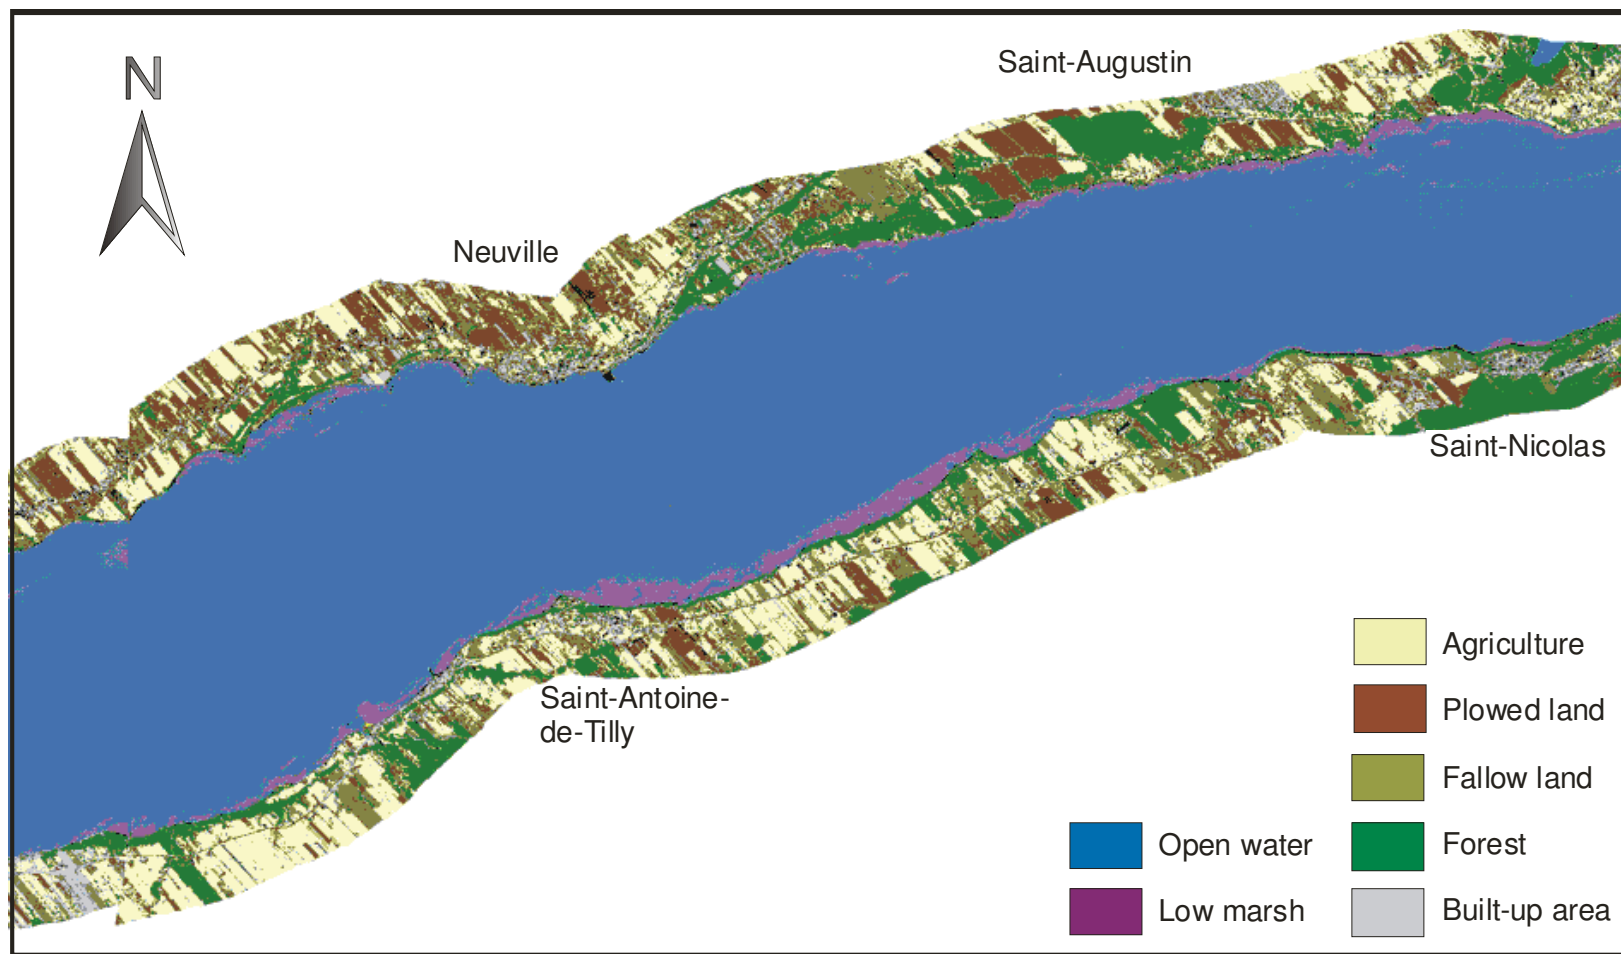 N
Saint-Augustin
Neuville
Saint-Nicolas
Saint-Antoine-
de-Tilly
Agriculture
Plowed land
Fallow land
Open water
Forest
Low marsh
Built-up area